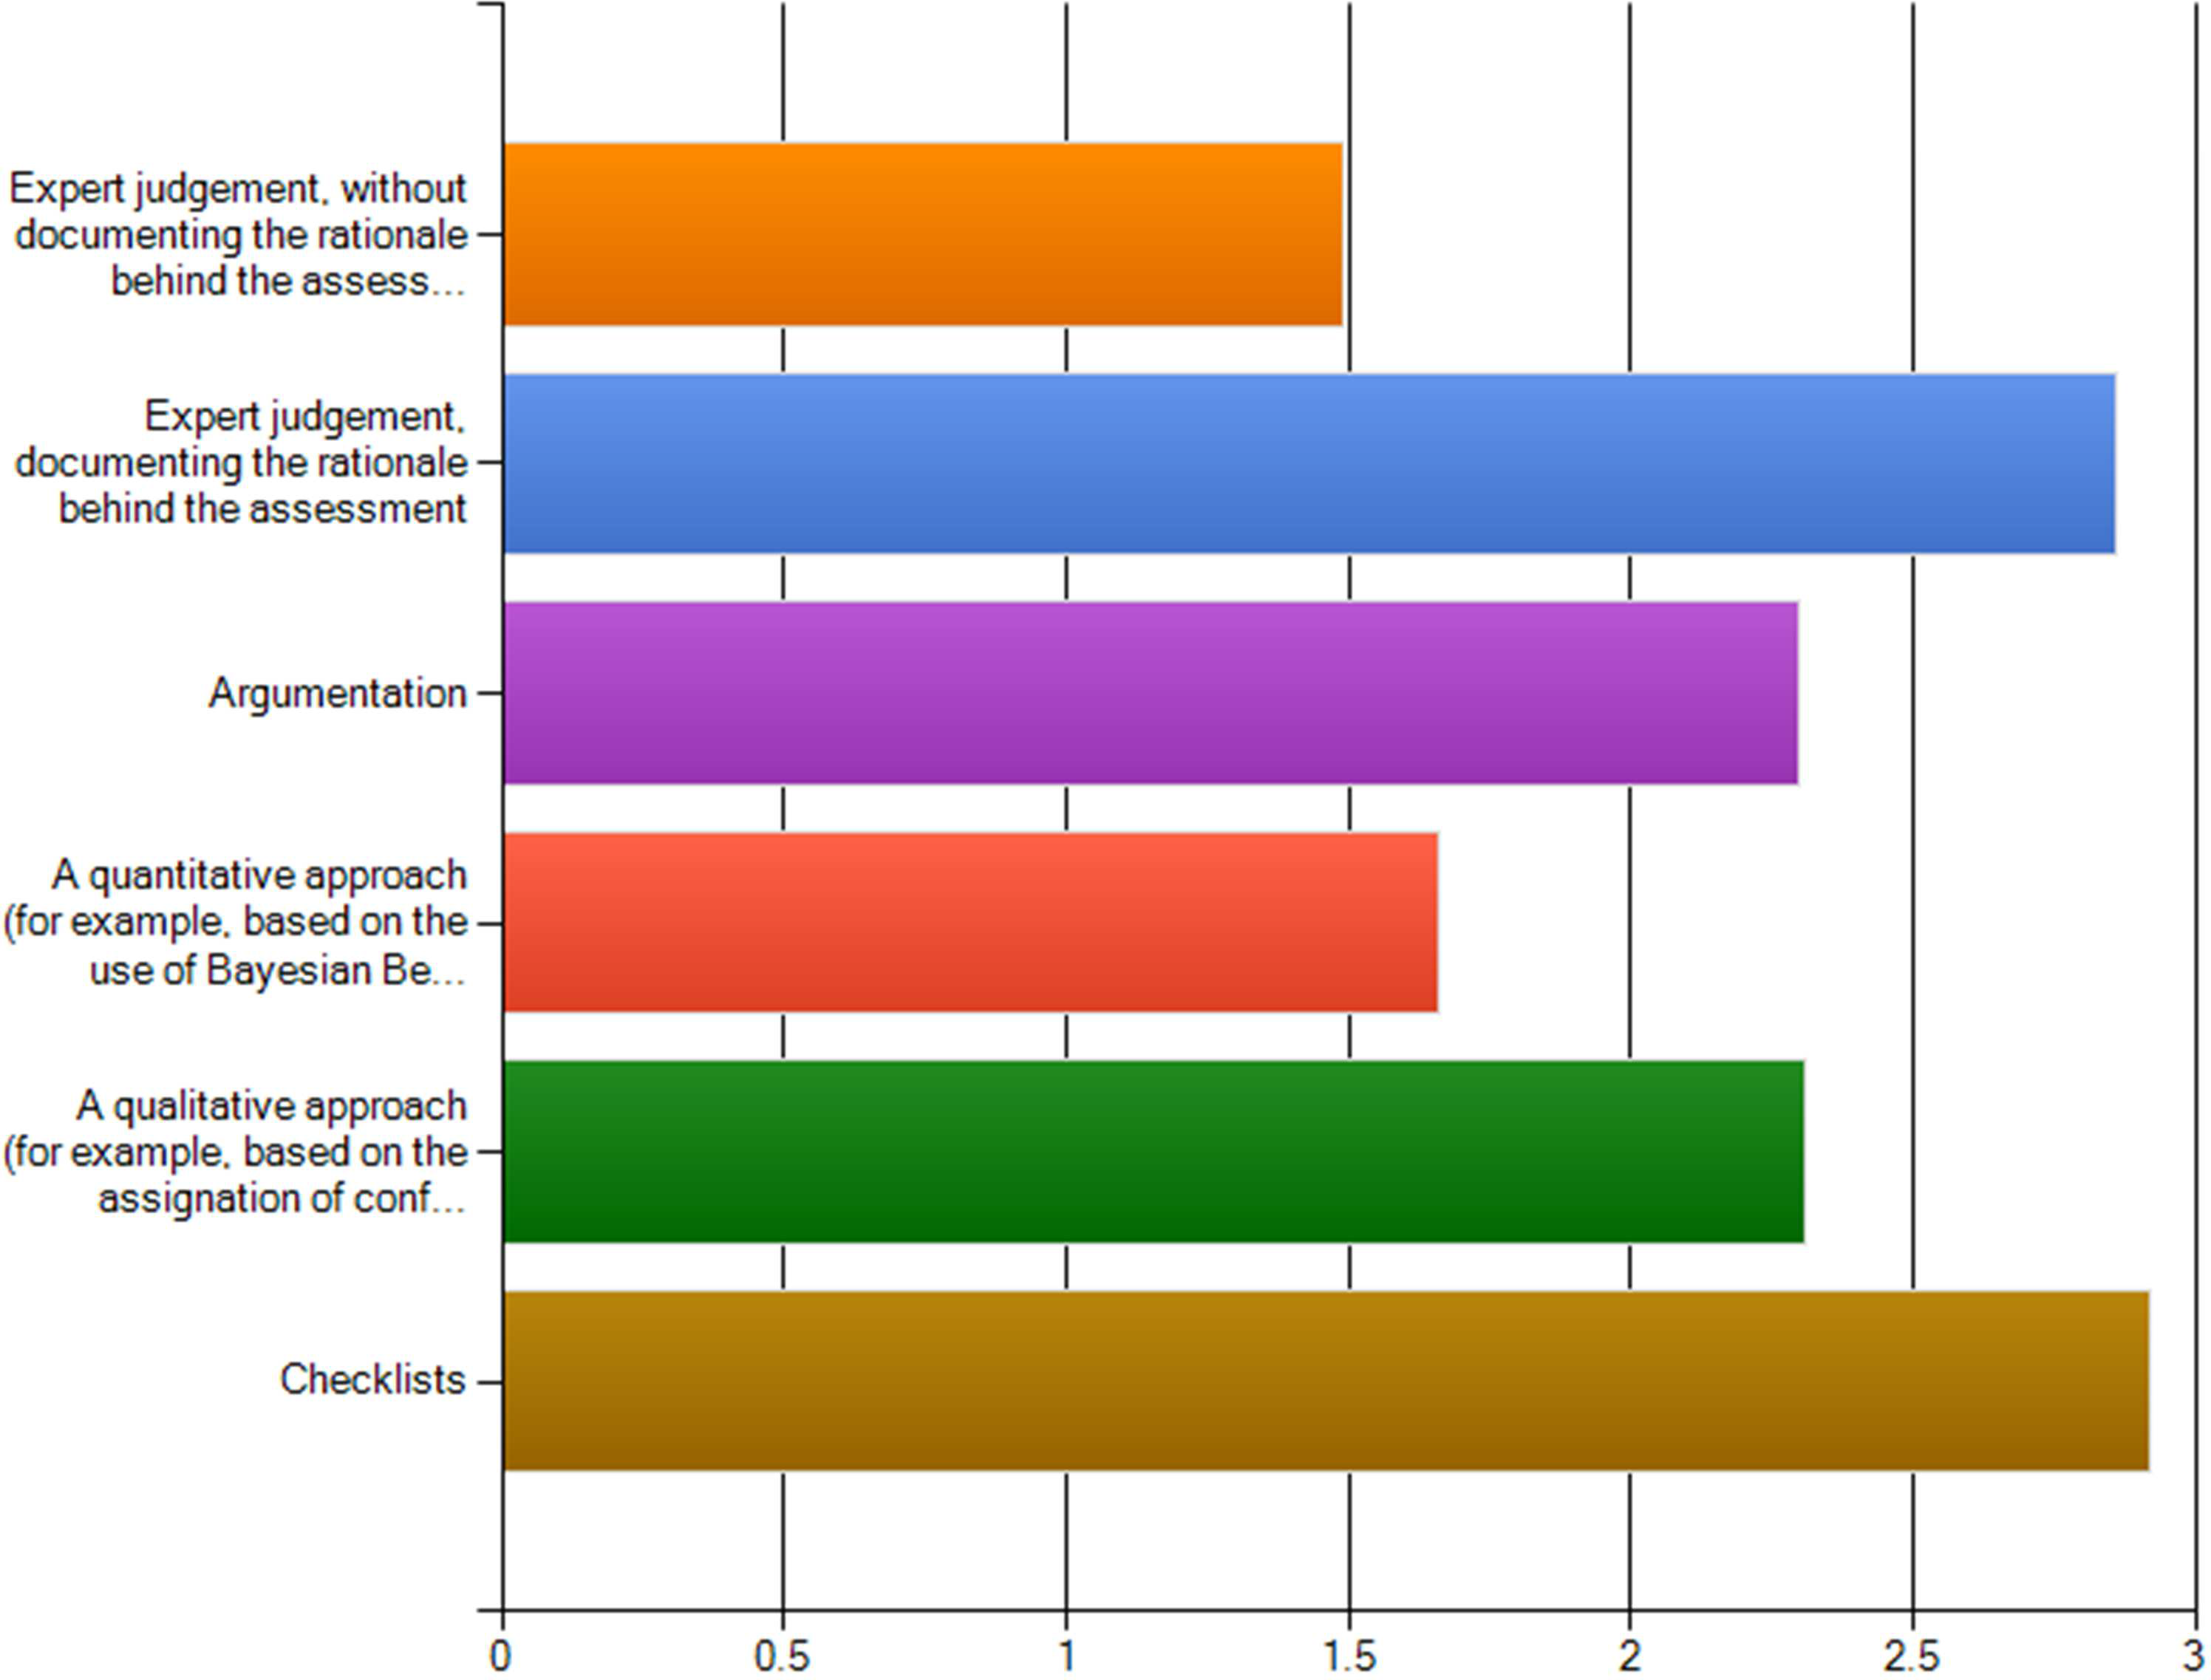 Expert judgement, without
documenting the rationale
behind the assess...
Expert judgement,
documenting the rationale
behind the assessment
Argumentation
A quantitative approach
(for example, based on the
use of Bayesian Be...
A qualitative approach
(for example, based on the
assignation of conf...
Checklists
0 0.5 1 1.5 2 2.5 3